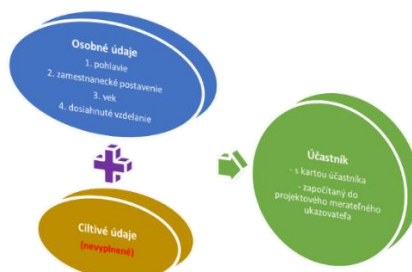 Osobné údaje
1. pohlavie
2. zamestnanecké postavenie
3. vek
4. dosiahnuté vzdelanie
Citlivé údaje
(nevyplnené)
Účastník
- s kartou účastníka
- započítaný do
projektového merateľného
ukazovateľa